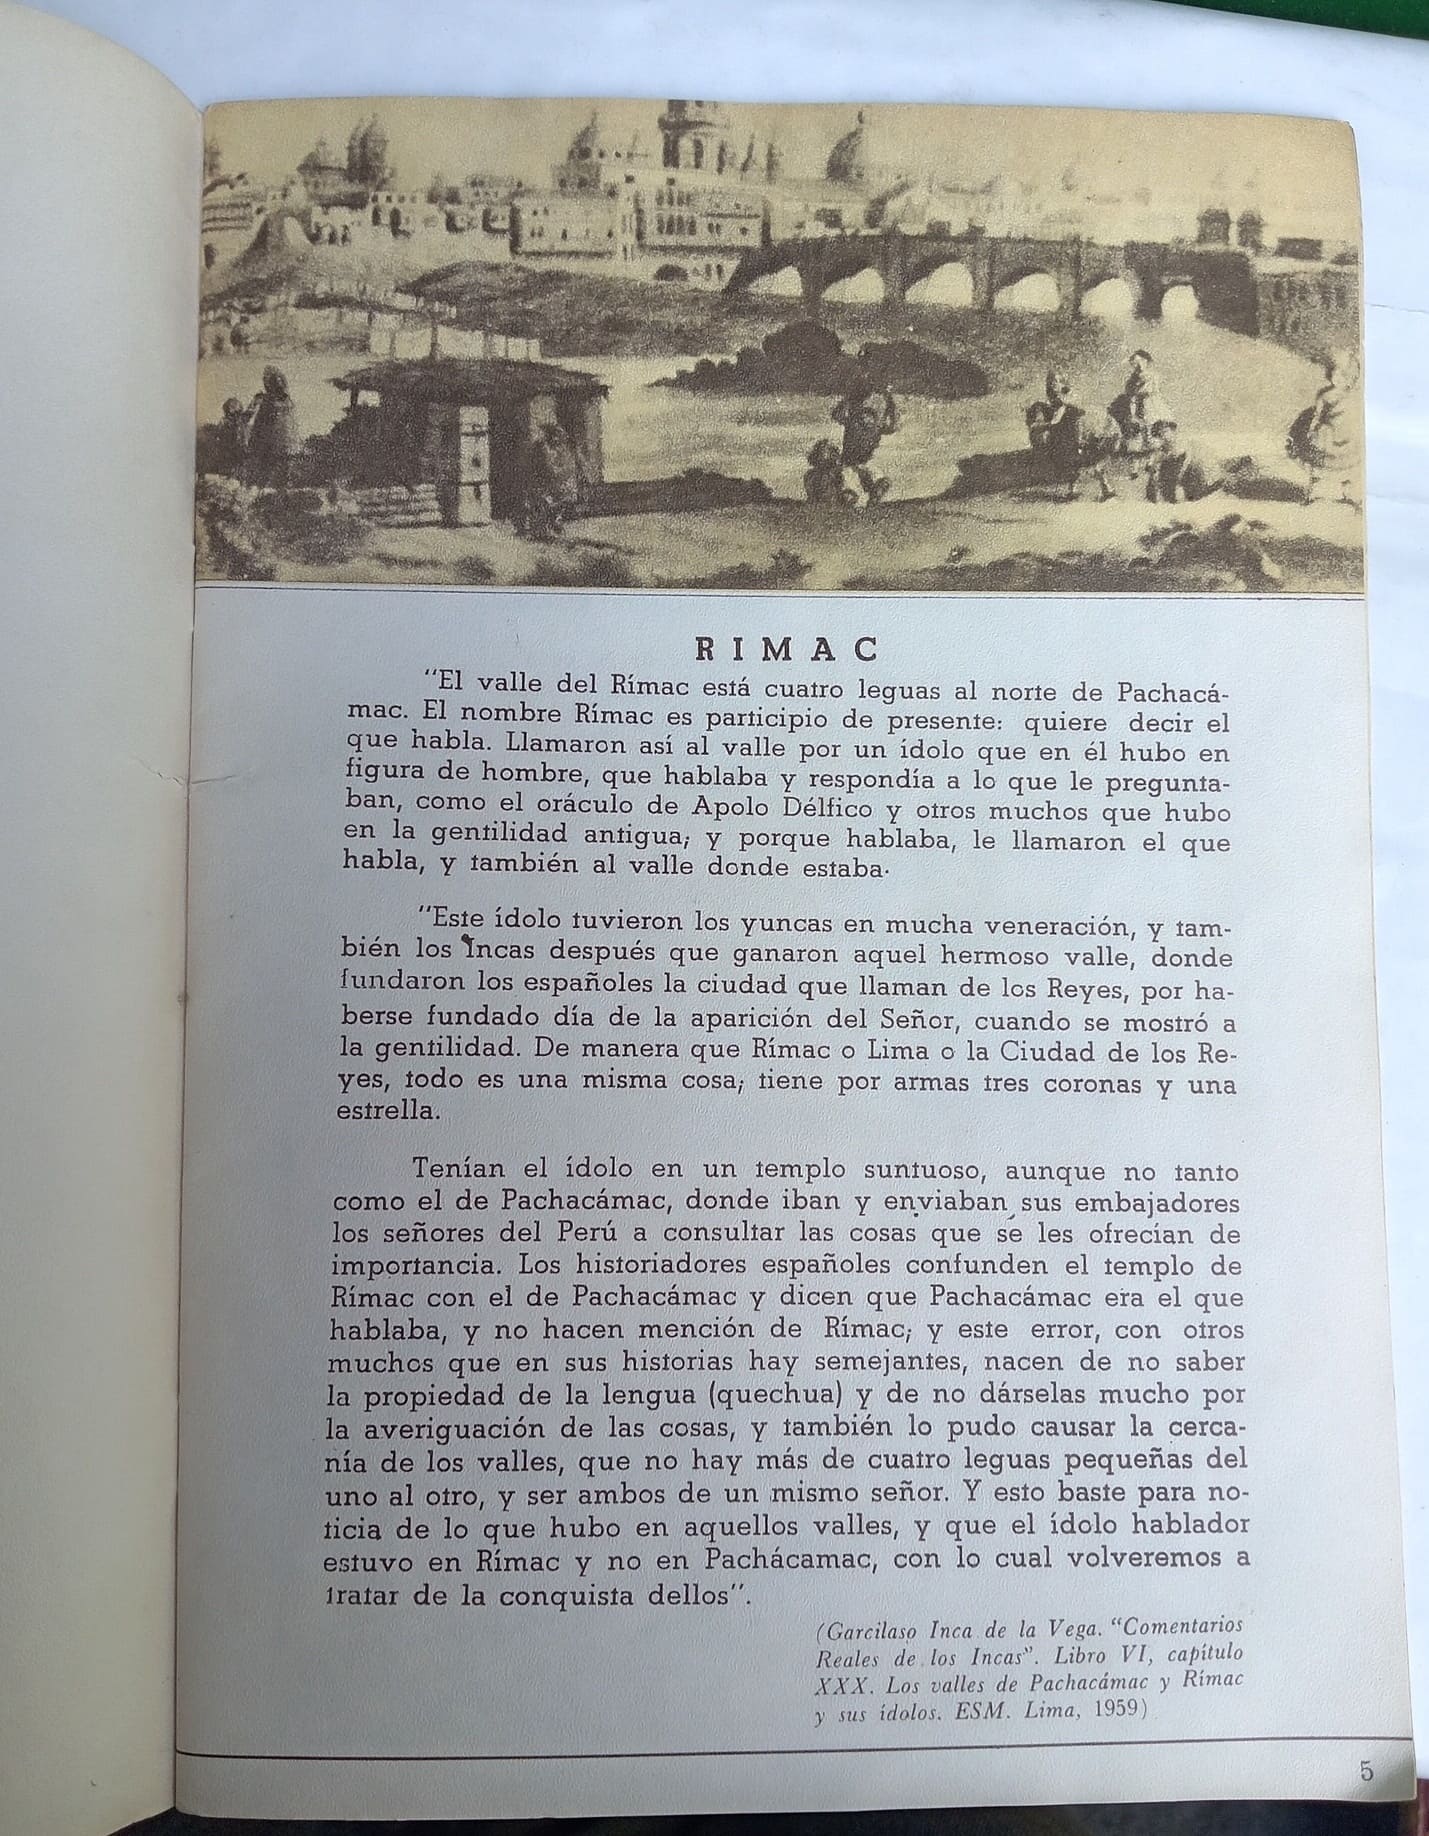 RIMAC
"El valle del Rímac está cuatro leguas al norte de Pachacá-
mac. El nombre Rímac es participio de presente: quiere decir el
que habla. Llamaron así al valle por un ídolo que en él hubo en
figura de hombre, que hablaba y respondía a lo que le pregunta-
ban, como el oráculo de Apolo Délfico y otros muchos que hubo
en la gentilidad antigua; y porque hablaba, le llamaron el que
habla, y también al valle donde estaba.
"Este ídolo tuvieron los yuncas en mucha veneración, y tam-
bién los Incas después que ganaron aquel hermoso valle, donde
fundaron los españoles la ciudad que llaman de los Reyes, por ha-
berse fundado día de la aparición del Señor, cuando se mostró a
la gentilidad. De manera que Rímac o Lima o la Ciudad de los Re-
yes, todo es una misma cosa; tiene por armas tres coronas y una
estrella.
Tenían el ídolo en un templo suntuoso, aunque no tanto
como el de Pachacámac, donde iban y enviaban sus embajadores
los señores del Perú a consultar las cosas que se les ofrecían de
importancia. Los historiadores españoles confunden el templo de
Rímac con el de Pachacámac y dicen que Pachacámac era el que
hablaba, y no hacen mención de Rímac; y este error, con otros
muchos que en sus historias hay semejantes, nacen de no saber
la propiedad de la lengua (quechua) y de no dárselas mucho por
la averiguación de las cosas, y también lo pudo causar la cerca-
nía de los valles, que no hay más de cuatro leguas pequeñas del
uno al otro, y ser ambos de un mismo señor. Y esto baste para no-
ticia de lo que hubo en aquellos valles, y que el ídolo hablador
estuvo en Rímac y no en Pachácamac, con lo cual volveremos a
tratar de la conquista dellos".
(Garcilaso Inca de la Vega. "Comentarios
Reales de los Incas". Libro VI, capítulo
XXX. Los valles de Pachacámac y Rímac
y sus ídolos. ESM. Lima, 1959)
5